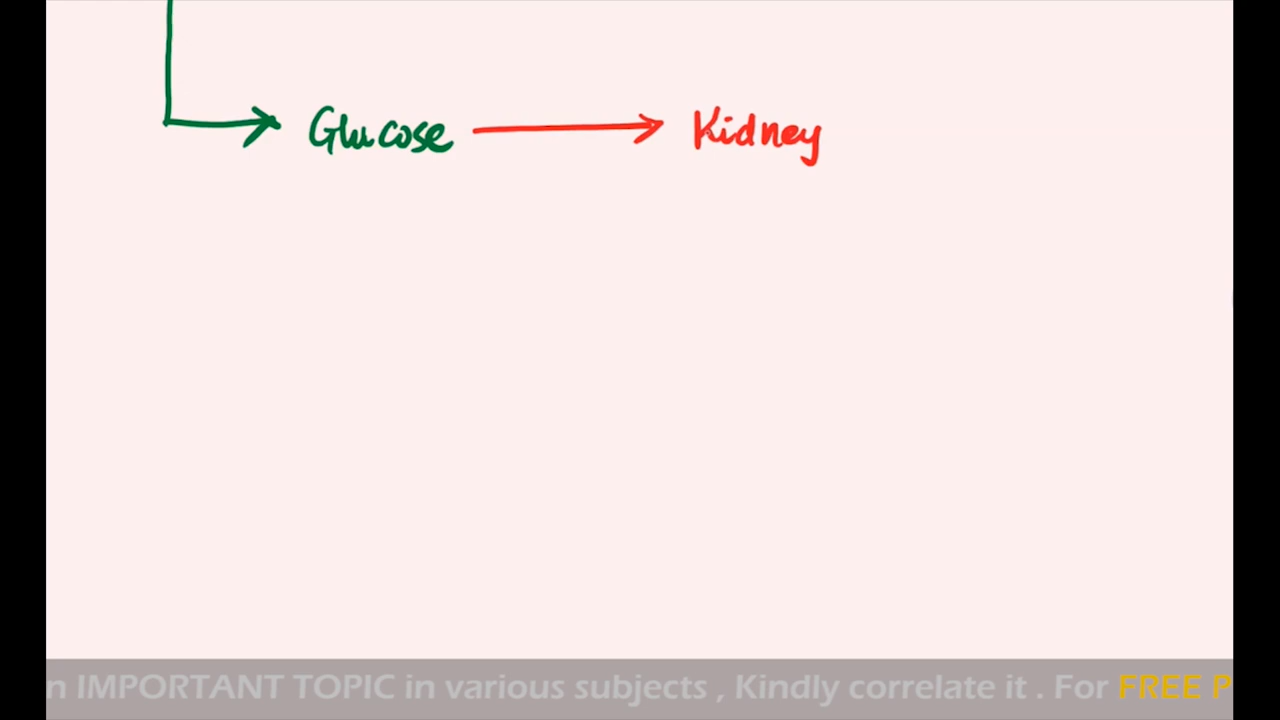 Glucose Kidney
n IMPORTANT TOPIC in various subjects , Kindly correlate it . For FREE P